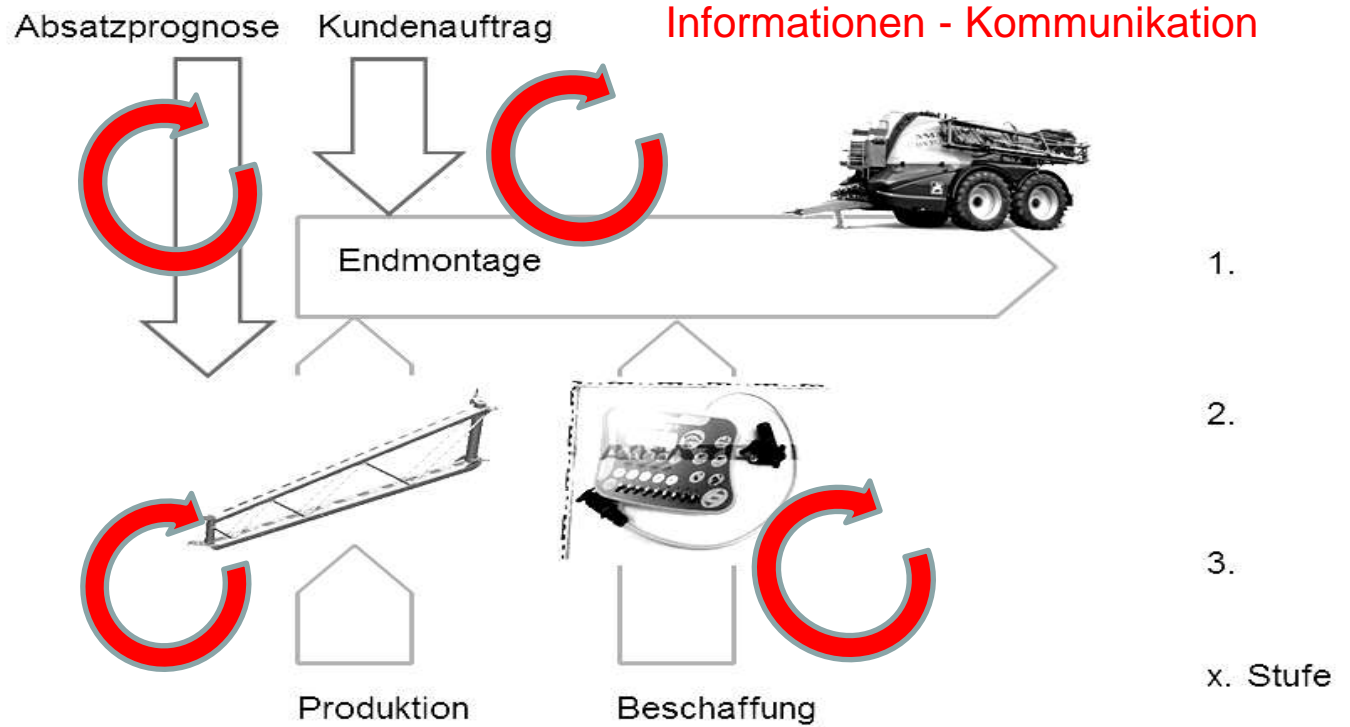 Informationen - Kommunikation
Absatzprognose Kundenauftrag
Endmontage
1.
2.
3.
x. Stufe
Produktion Beschaffung